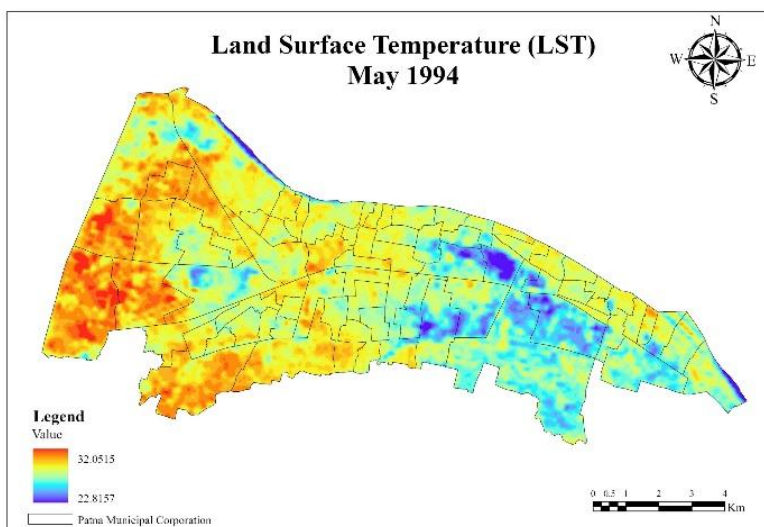 Land Surface Temperature (LST)
May 1994
N
W E
S
Legend
Value
32.0515
22.8157
Patna Municipal Corporation
0 0.5 1 2 3 4
Km